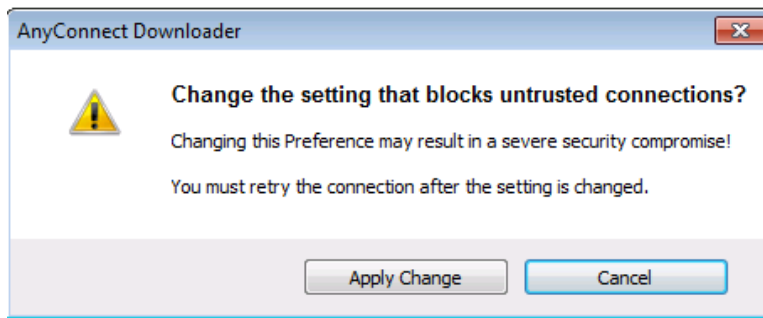 AnyConnect Downloader
Change the setting that blocks untrusted connections?
Changing this Preference may result in a severe security compromise!
You must retry the connection after the setting is changed.
Apply Change
Cancel